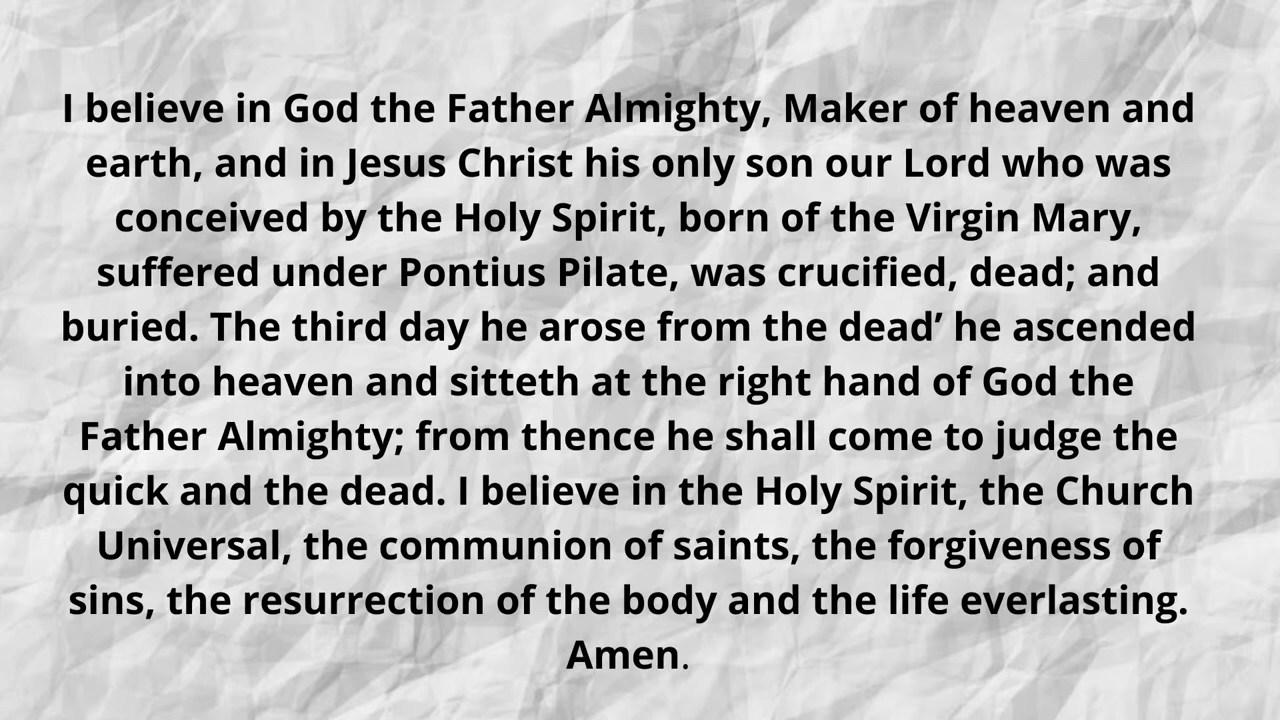 I believe in God the Father Almighty, Maker of heaven and
earth, and in Jesus Christ his only son our Lord who was
conceived by the Holy Spirit, born of the Virgin Mary,
suffered under Pontius Pilate, was crucified, dead; and
buried. The third day he arose from the dead’ he ascended
into heaven and sitteth at the right hand of God the
Father Almighty; from thence he shall come to judge the
quick and the dead. I believe in the Holy Spirit, the Church
Universal, the communion of saints, the forgiveness of
sins, the resurrection of the body and the life everlasting.
Amen.